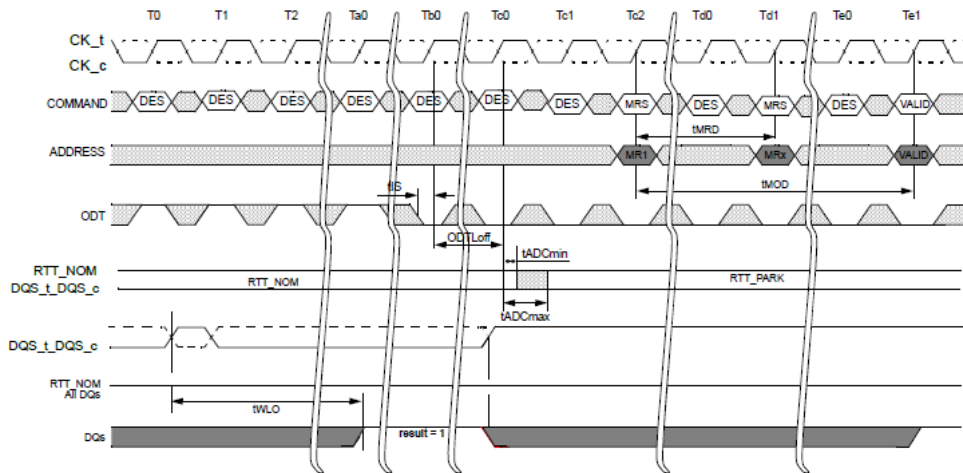 T0 T1 T2 Ta0 Tb0 Tc0 Tc1 Tc2 Td0 Td1 Te0 Te1
CK_t
CK_c
COMMAND DES DES DES DES DES DES DES MRS DES MRS DES VALID
tMRD
ADDRESS MR1 MRx VALID
tIS tMOD
ODT
ODTLoff
tADCmin
RTT_NOM
RTT_NOM RTT_PARK
DQS_t_DQS_c
tADCmax
DQS_t_DQS_c
RTT_NOM
All DQs
tWLO
DQs result = 1